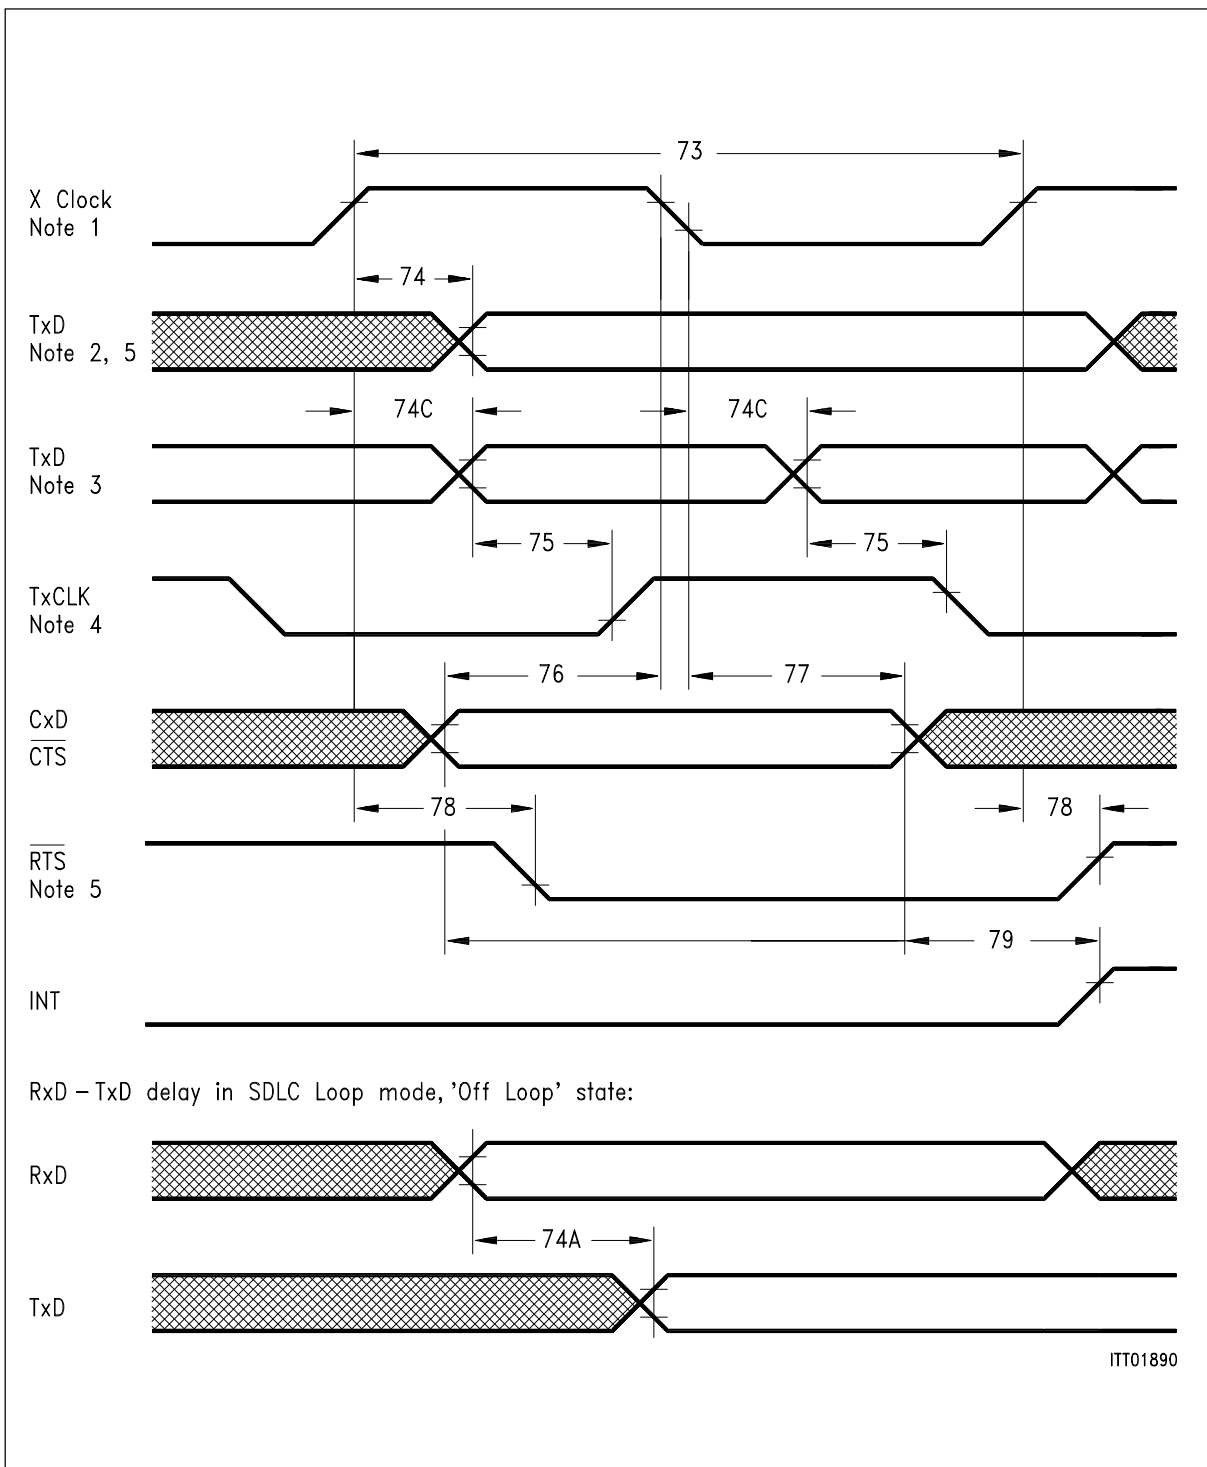 73
X Clock
Note 1
74
TxD
Note 2, 5
74C 74C
TxD
Note 3
75 75
TxCLK
Note 4
76 77
CxD
CTS
78 78
RTS
Note 5
79
INT
RxD – TxD delay in SDLC Loop mode, 'Off Loop' state:
RxD
74A
TxD
ITT01890